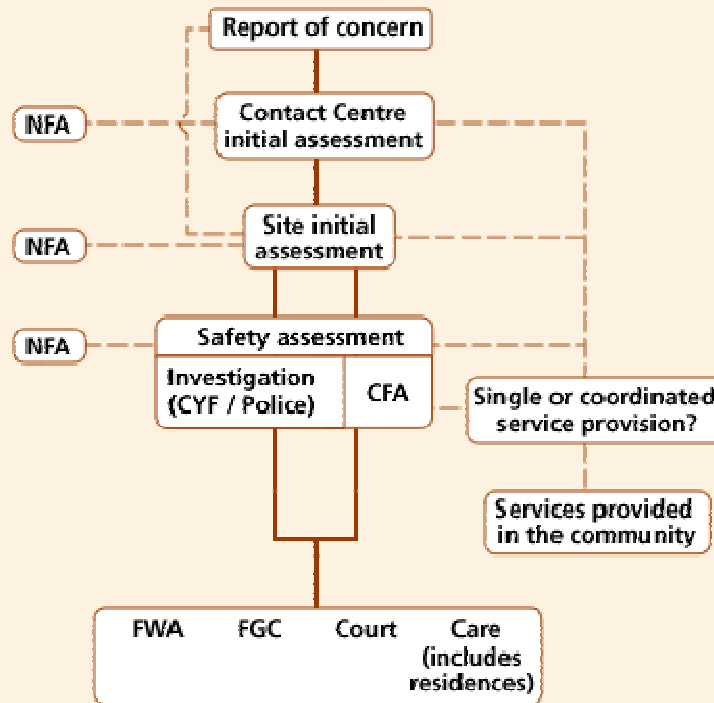 Report of concern
NFA
Contact Centre
initial assessment
NFA
Site initial
assessment
NFA
Safety assessment
Investigation
(CYF / Police)
CFA
Single or coordinated
service provision?
Services provided
in the community
FWA FGC Court Care
(includes
residences)